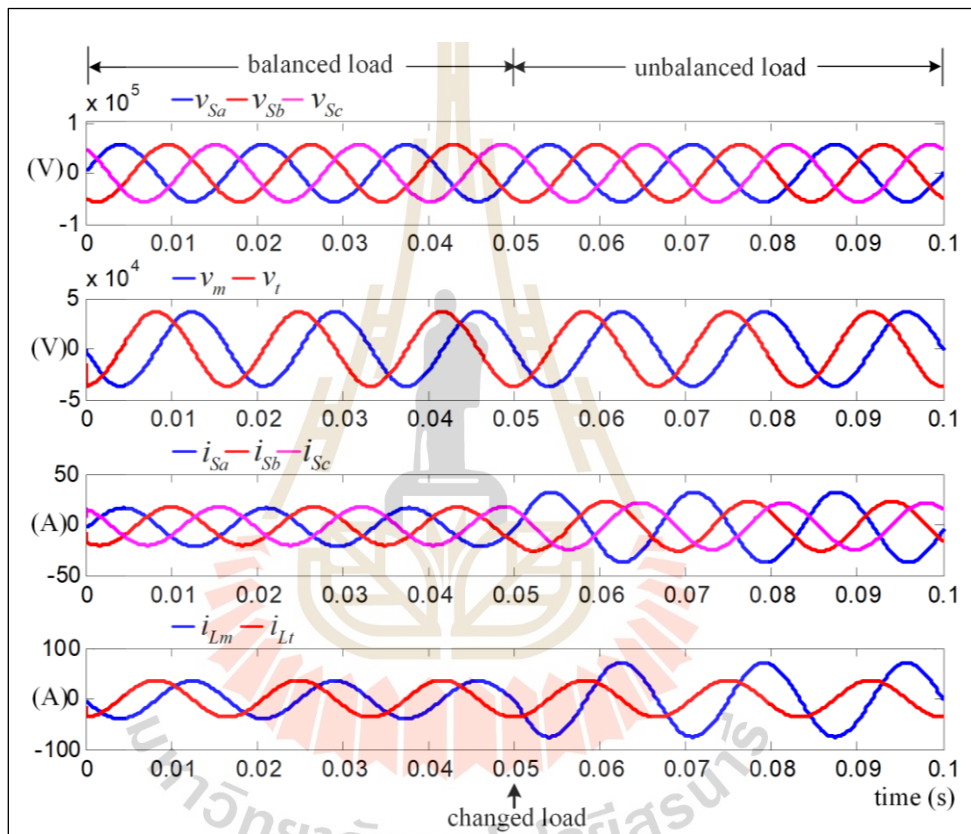 balanced load unbalanced load
x 10⁵ v_Sa v_Sb v_Sc
1
(V) 0
-1
0 0.01 0.02 0.03 0.04 0.05 0.06 0.07 0.08 0.09 0.1
x 10⁴ v_m v_t
5
(V) 0
-5
0 0.01 0.02 0.03 0.04 0.05 0.06 0.07 0.08 0.09 0.1
i_Sa i_Sb i_Sc
50
(A) 0
-50
0 0.01 0.02 0.03 0.04 0.05 0.06 0.07 0.08 0.09 0.1
i_Lm i_Lt
100
(A) 0
-100
0 0.01 0.02 0.03 0.04 0.05 0.06 0.07 0.08 0.09 0.1
time (s)
changed load